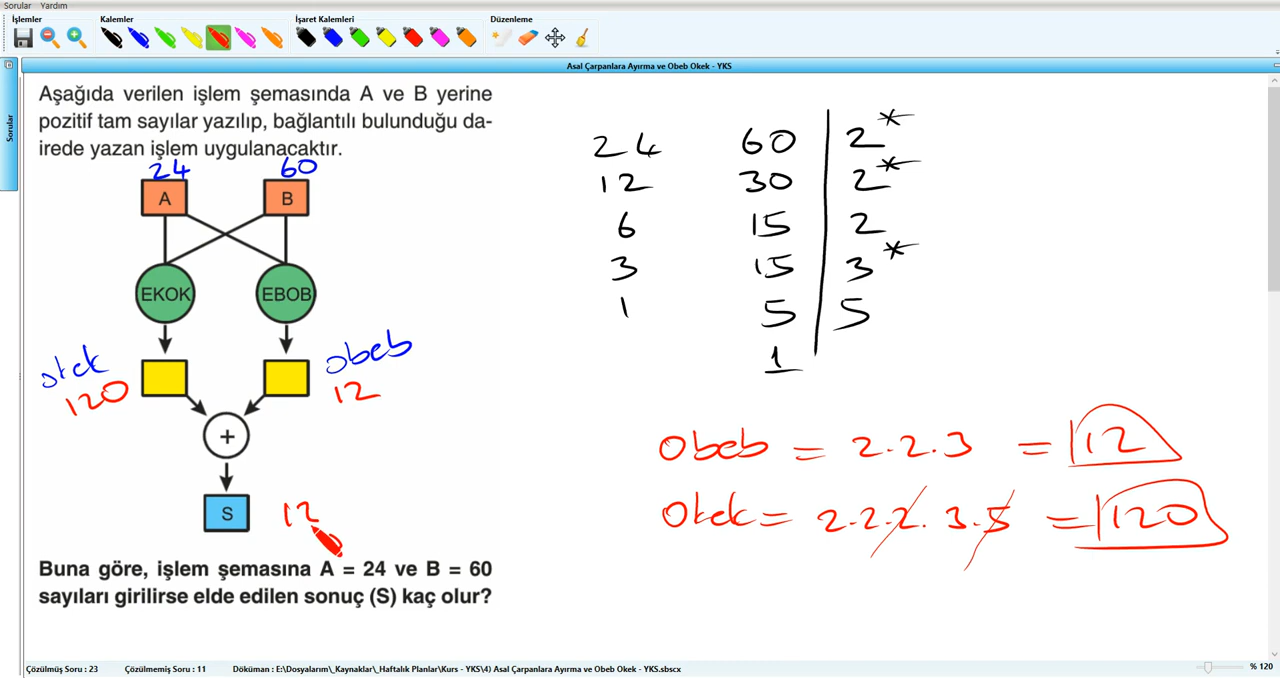 Sorular Yardım
İşlemler
Kalemler
İşaret Kalemleri
Düzenleme
Asal Çarpanlara Ayırma ve Obeb Okek - YKS
Sorular
Aşağıda verilen işlem şemasında A ve B yerine
pozitif tam sayılar yazılıp, bağlantılı bulunduğu da-
irede yazan işlem uygulanacaktır.
24 60
A B
EKOK EBOB
okek obeb
120 12
+
S 12
Buna göre, işlem şemasına A = 24 ve B = 60
sayıları girilirse elde edilen sonuç (S) kaç olur?
24 60 2*
12 30 2*
6 15 2
3 15 3*
1 5 5
1
Obeb = 2.2.3 = 12
Okek = 2.2.2.3.5 = 120
Çözülmüş Soru : 23 Çözülmemiş Soru : 11 Döküman : E:\Dosyalarım\_Kaynaklar\_Haftalık Planlar\Kurs - YKS\4) Asal Çarpanlara Ayırma ve Obeb Okek - YKS.sbscx % 120